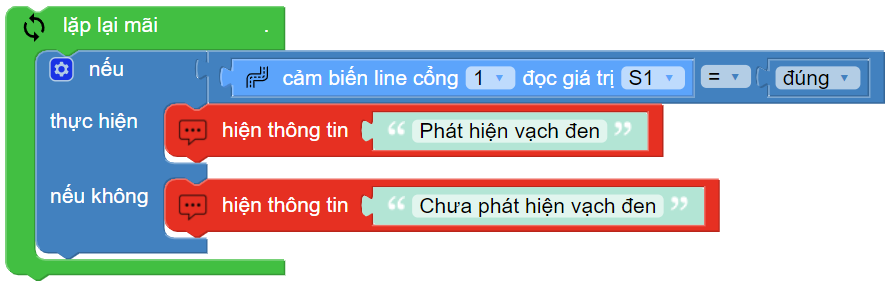 lặp lại mãi .
nếu cảm biến line cổng 1 đọc giá trị S1 = đúng
thực hiện hiện thông tin “ Phát hiện vạch đen ”
nếu không hiện thông tin “ Chưa phát hiện vạch đen ”